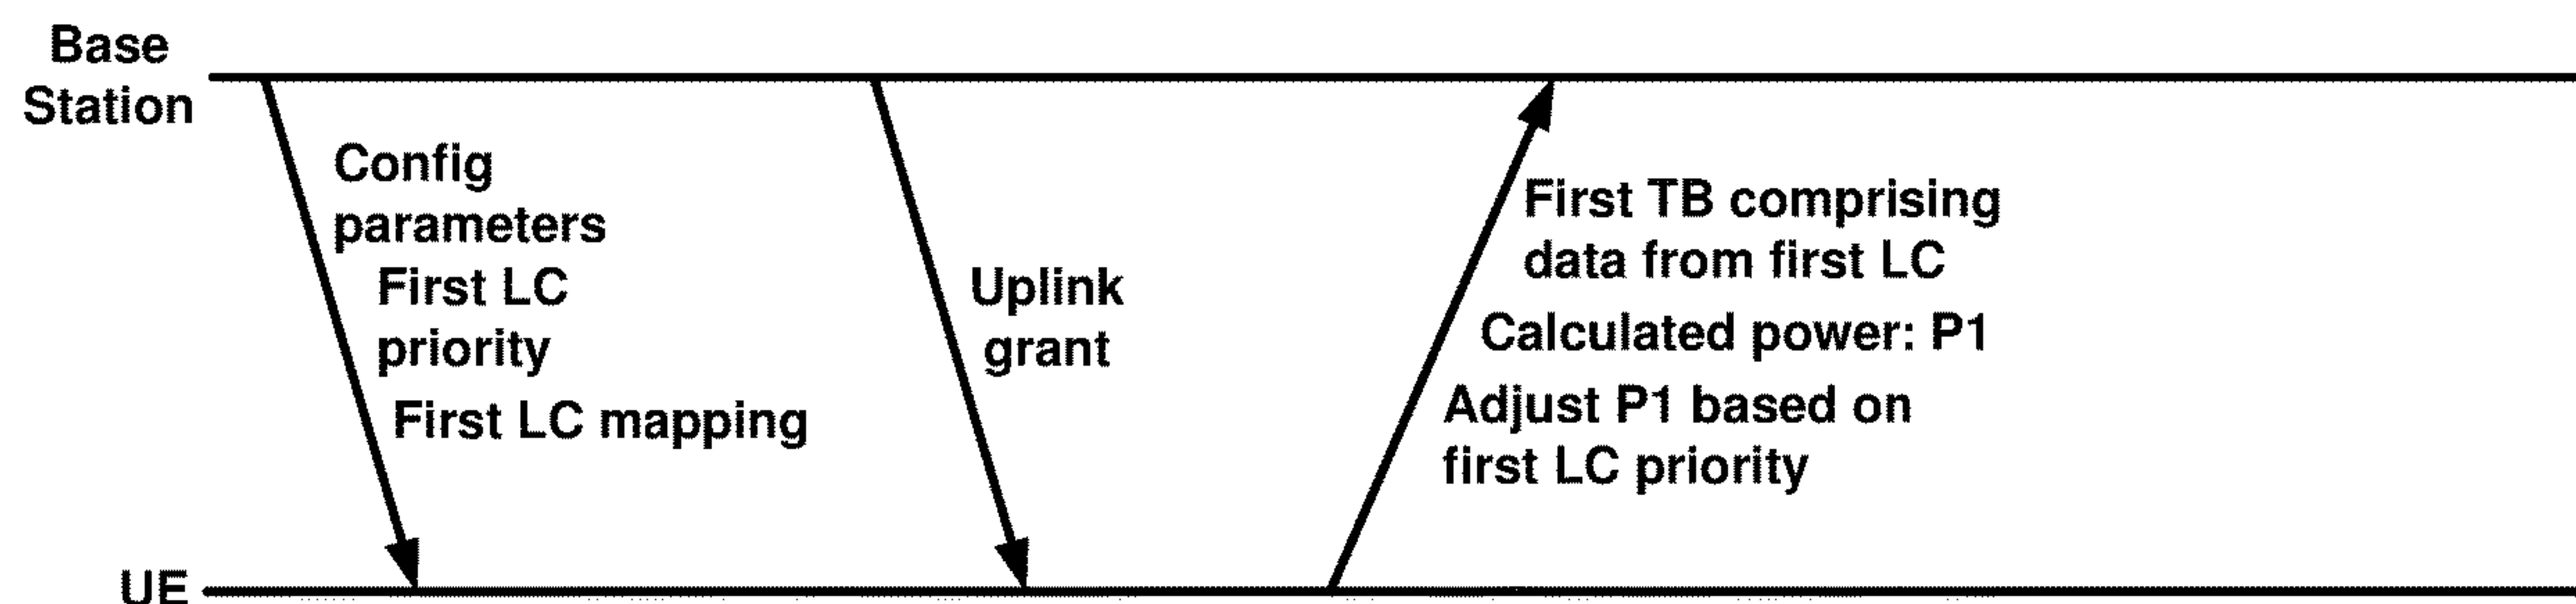 Base
Station
Config
parameters
First LC
priority
First LC mapping
Uplink
grant
First TB comprising
data from first LC
Calculated power: P1
Adjust P1 based on
first LC priority
UE